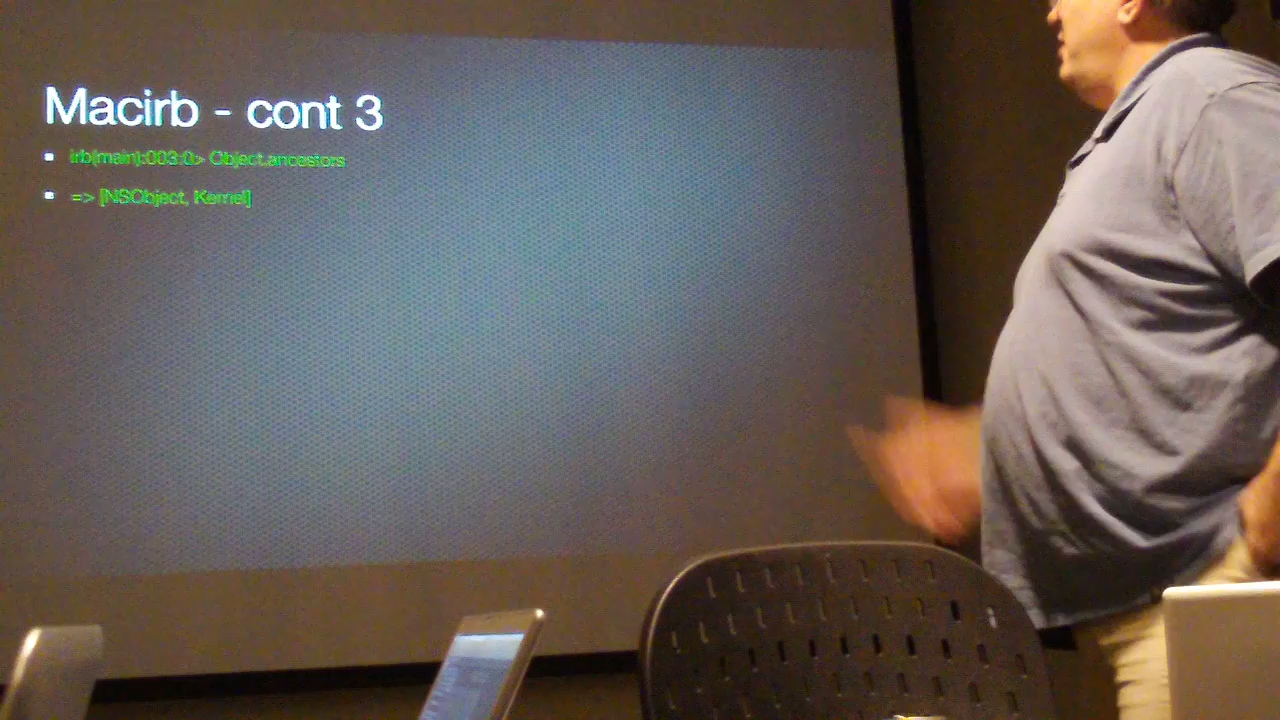 Macirb - cont 3
irb(main):003:0> Object.ancestors
=> [NSObject, Kernel]